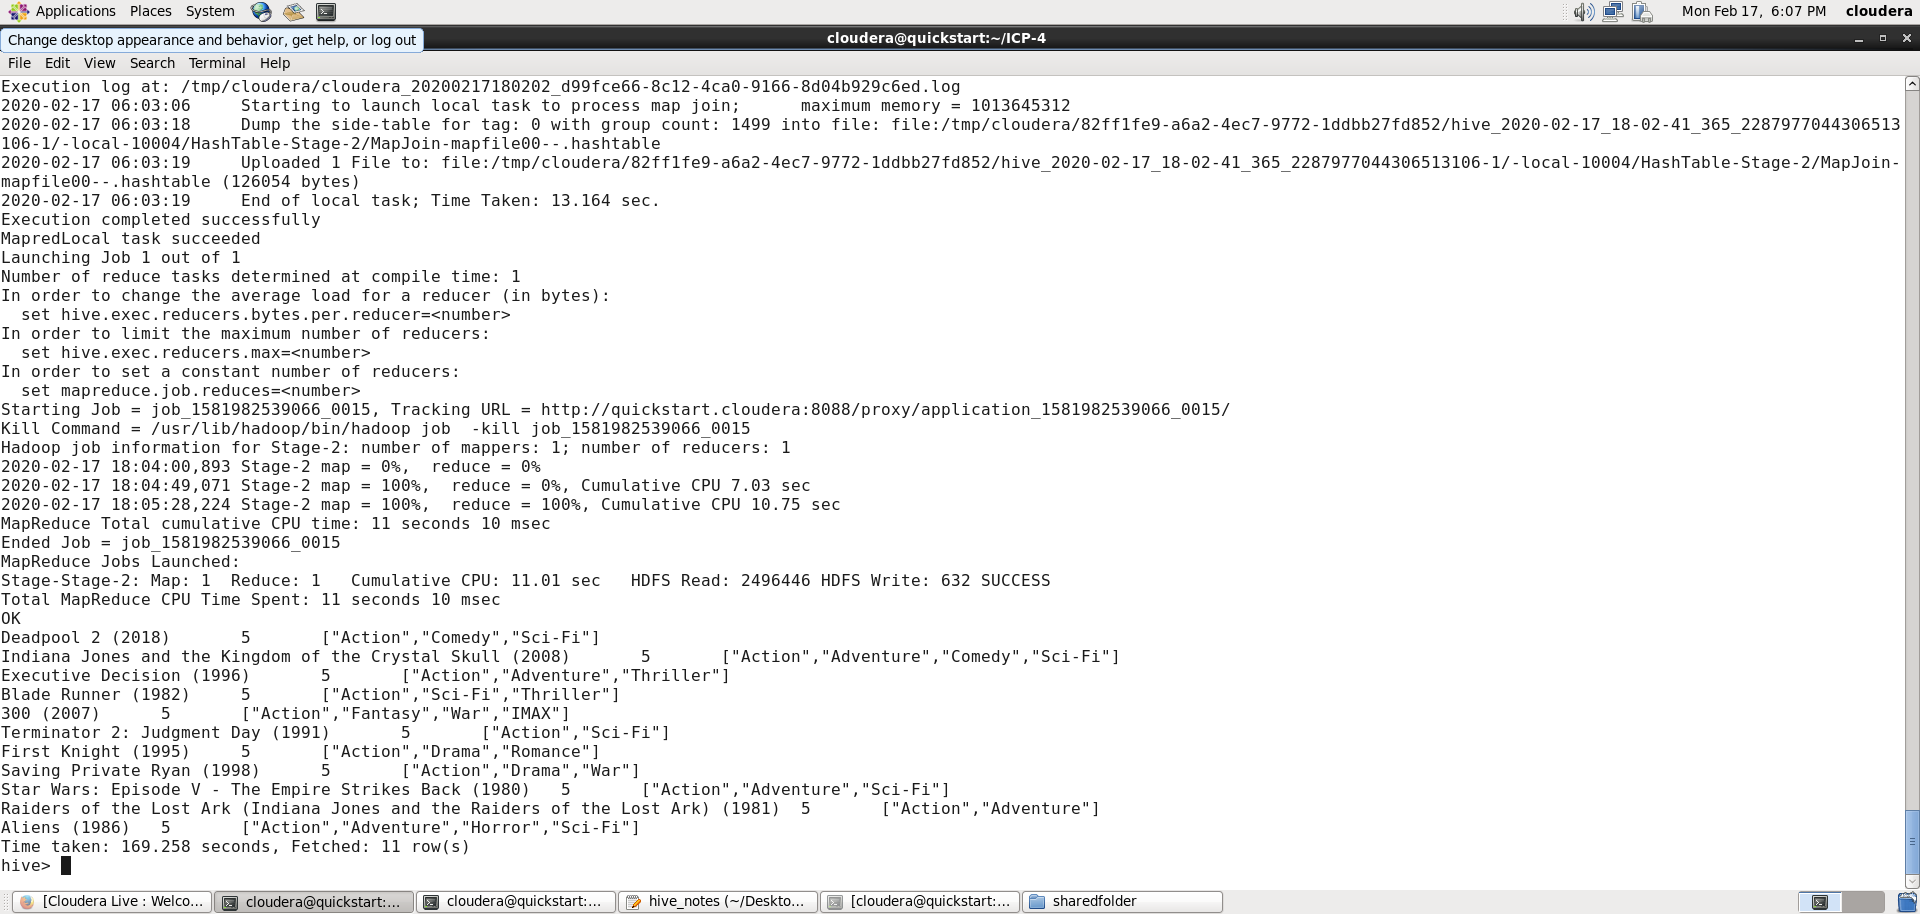 Applications Places System Mon Feb 17, 6:07 PM cloudera
Change desktop appearance and behavior, get help, or log out
cloudera@quickstart:~/ICP-4
File Edit View Search Terminal Help
Execution log at: /tmp/cloudera/cloudera_20200217180202_d99fce66-8c12-4ca0-9166-8d04b929c6ed.log
2020-02-17 06:03:06 Starting to launch local task to process map join; maximum memory = 1013645312
2020-02-17 06:03:18 Dump the side-table for tag: 0 with group count: 1499 into file: file:/tmp/cloudera/82ff1fe9-a6a2-4ec7-9772-1ddbb27fd852/hive_2020-02-17_18-02-41_365_2287977044306513
106-1/-local-10004/HashTable-Stage-2/MapJoin-mapfile00--.hashtable
2020-02-17 06:03:19 Uploaded 1 File to: file:/tmp/cloudera/82ff1fe9-a6a2-4ec7-9772-1ddbb27fd852/hive_2020-02-17_18-02-41_365_2287977044306513106-1/-local-10004/HashTable-Stage-2/MapJoin-
mapfile00--.hashtable (126054 bytes)
2020-02-17 06:03:19 End of local task; Time Taken: 13.164 sec.
Execution completed successfully
MapredLocal task succeeded
Launching Job 1 out of 1
Number of reduce tasks determined at compile time: 1
In order to change the average load for a reducer (in bytes):
  set hive.exec.reducers.bytes.per.reducer=<number>
In order to limit the maximum number of reducers:
  set hive.exec.reducers.max=<number>
In order to set a constant number of reducers:
  set mapreduce.job.reduces=<number>
Starting Job = job_1581982539066_0015, Tracking URL = http://quickstart.cloudera:8088/proxy/application_1581982539066_0015/
Kill Command = /usr/lib/hadoop/bin/hadoop job  -kill job_1581982539066_0015
Hadoop job information for Stage-2: number of mappers: 1; number of reducers: 1
2020-02-17 18:04:00,893 Stage-2 map = 0%,  reduce = 0%
2020-02-17 18:04:49,071 Stage-2 map = 100%,  reduce = 0%, Cumulative CPU 7.03 sec
2020-02-17 18:05:28,224 Stage-2 map = 100%,  reduce = 100%, Cumulative CPU 10.75 sec
MapReduce Total cumulative CPU time: 11 seconds 10 msec
Ended Job = job_1581982539066_0015
MapReduce Jobs Launched:
Stage-Stage-2: Map: 1  Reduce: 1   Cumulative CPU: 11.01 sec   HDFS Read: 2496446 HDFS Write: 632 SUCCESS
Total MapReduce CPU Time Spent: 11 seconds 10 msec
OK
Deadpool 2 (2018) 5 ["Action","Comedy","Sci-Fi"]
Indiana Jones and the Kingdom of the Crystal Skull (2008) 5 ["Action","Adventure","Comedy","Sci-Fi"]
Executive Decision (1996) 5 ["Action","Adventure","Thriller"]
Blade Runner (1982) 5 ["Action","Sci-Fi","Thriller"]
300 (2007) 5 ["Action","Fantasy","War","IMAX"]
Terminator 2: Judgment Day (1991) 5 ["Action","Sci-Fi"]
First Knight (1995) 5 ["Action","Drama","Romance"]
Saving Private Ryan (1998) 5 ["Action","Drama","War"]
Star Wars: Episode V - The Empire Strikes Back (1980) 5 ["Action","Adventure","Sci-Fi"]
Raiders of the Lost Ark (Indiana Jones and the Raiders of the Lost Ark) (1981) 5 ["Action","Adventure"]
Aliens (1986) 5 ["Action","Adventure","Horror","Sci-Fi"]
Time taken: 169.258 seconds, Fetched: 11 row(s)
hive>
[Cloudera Live : Welco... cloudera@quickstart:... cloudera@quickstart:... hive_notes (~/Deskto... [cloudera@quickstart:... sharedfolder